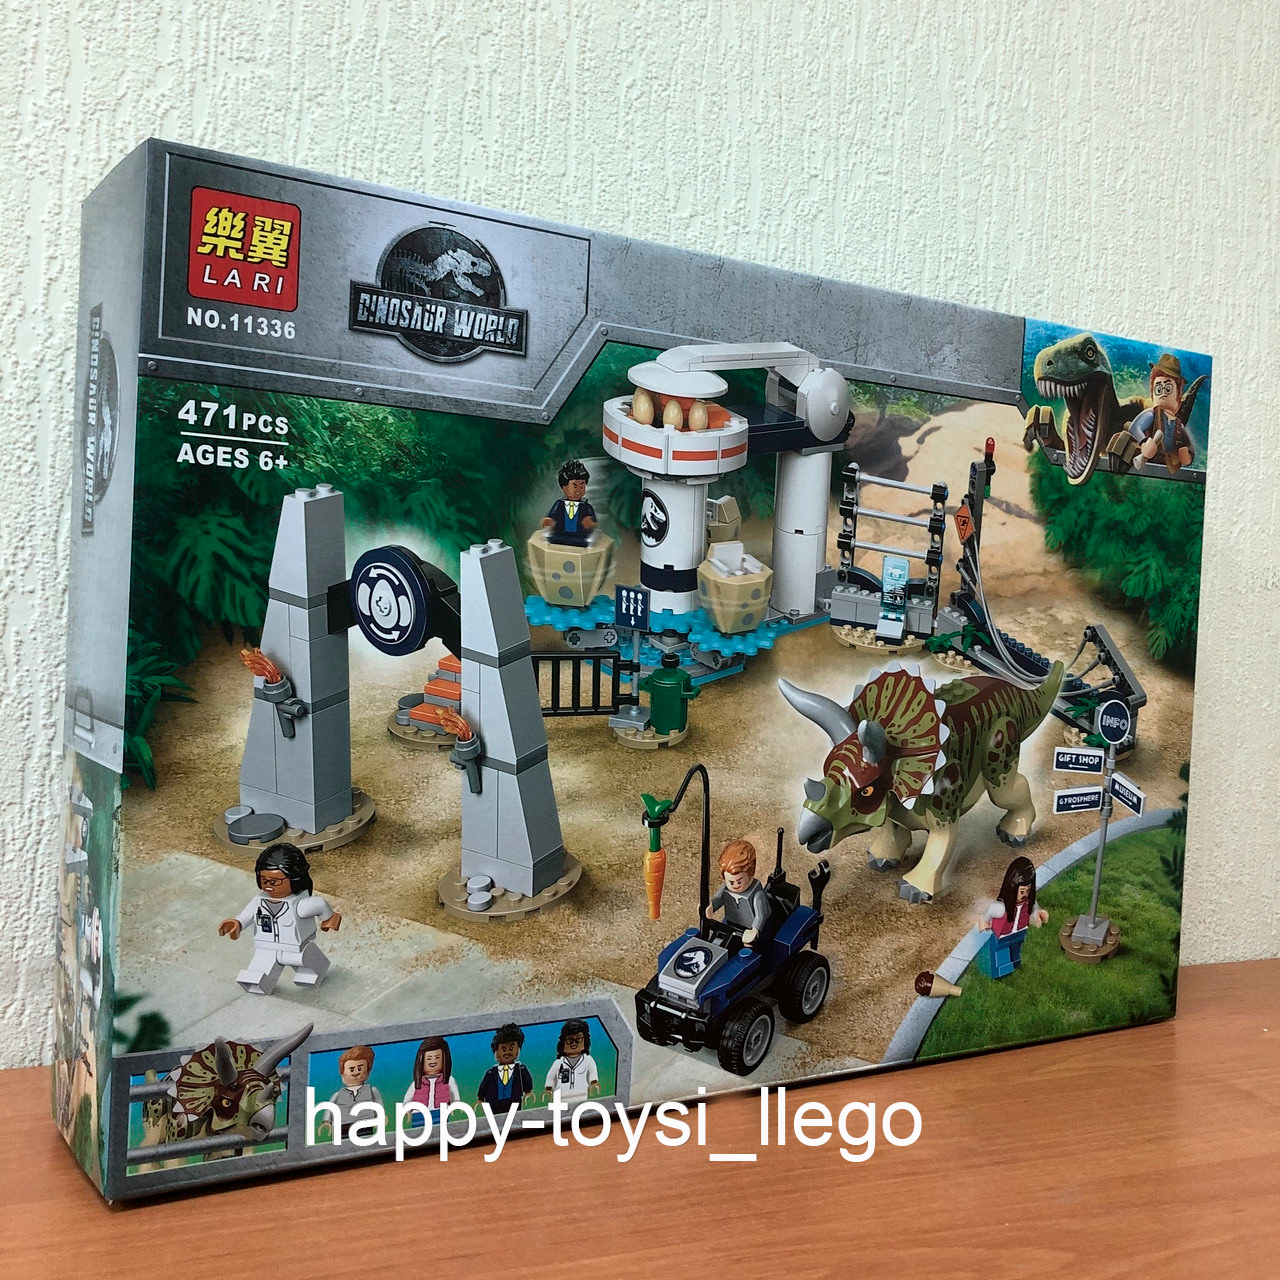 樂翼
LARI
NO.11336
DINOSAUR WORLD
DINOSAUR WORLD
471PCS
AGES 6+
INFO
GIFT SHOP
GYROSPHERE
MUSEUM
happy-toysi_llego